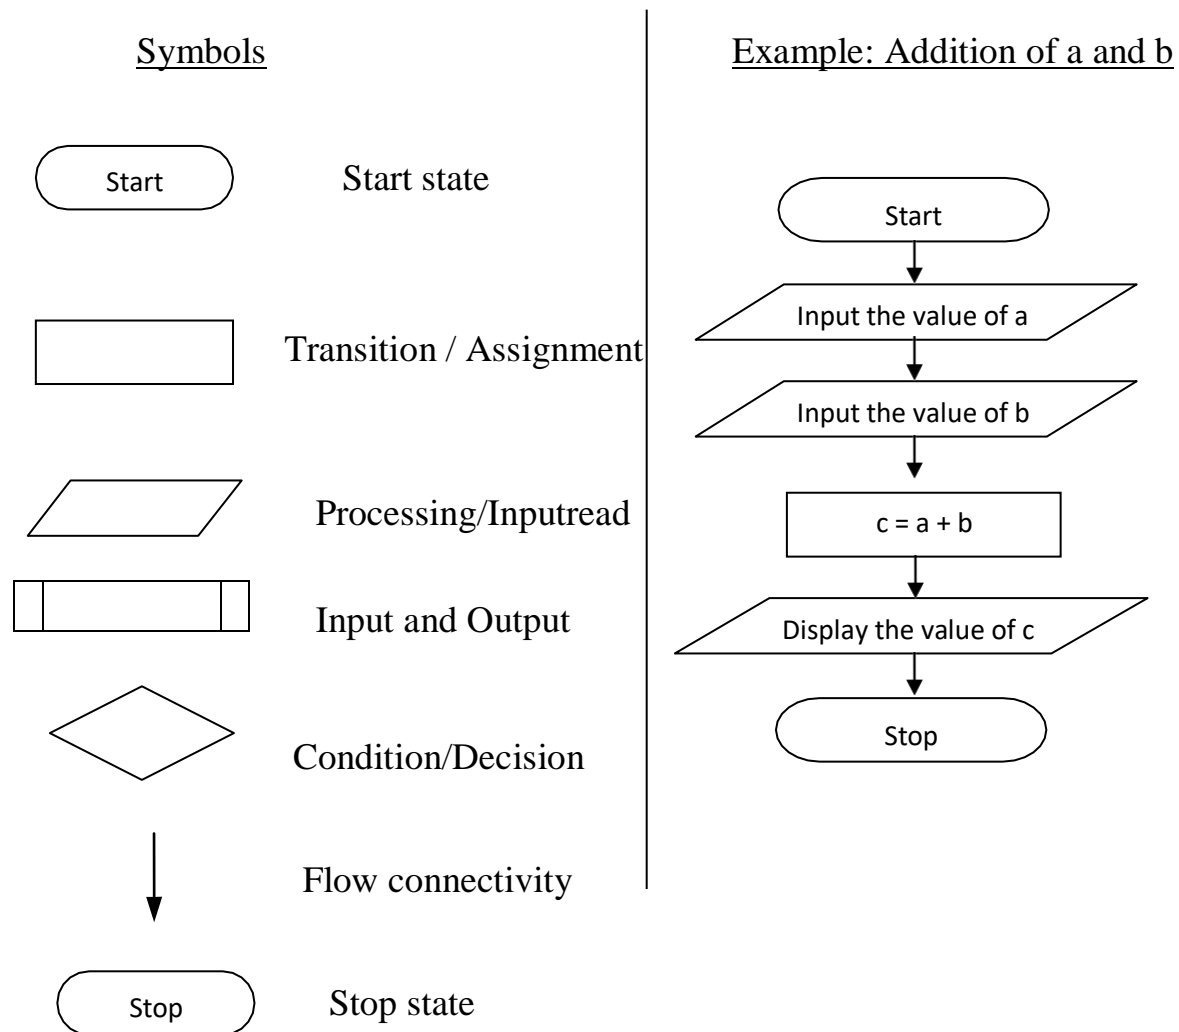 Symbols
Start
Start state
Transition / Assignment
Processing/Inputread
Input and Output
Condition/Decision
Flow connectivity
Stop
Stop state
Example: Addition of a and b
Start
Input the value of a
Input the value of b
c = a + b
Display the value of c
Stop